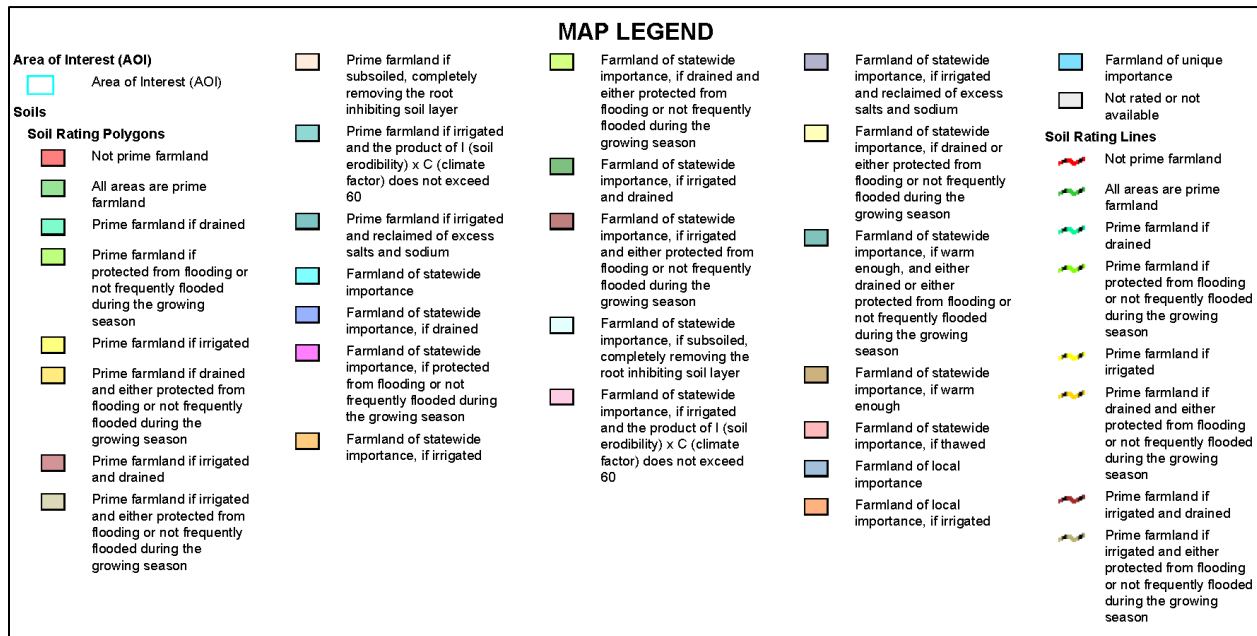 MAP LEGEND
Area of Interest (AOI)
Area of Interest (AOI)
Soils
Soil Rating Polygons
Not prime farmland
All areas are prime
farmland
Prime farmland if drained
Prime farmland if
protected from flooding or
not frequently flooded
during the growing
season
Prime farmland if irrigated
Prime farmland if drained
and either protected from
flooding or not frequently
flooded during the
growing season
Prime farmland if irrigated
and drained
Prime farmland if irrigated
and either protected from
flooding or not frequently
flooded during the
growing season
Prime farmland if
subsoiled, completely
removing the root
inhibiting soil layer
Prime farmland if irrigated
and the product of I (soil
erodibility) x C (climate
factor) does not exceed
60
Prime farmland if irrigated
and reclaimed of excess
salts and sodium
Farmland of statewide
importance
Farmland of statewide
importance, if drained
Farmland of statewide
importance, if protected
from flooding or not
frequently flooded during
the growing season
Farmland of statewide
importance, if irrigated
Farmland of statewide
importance, if drained and
either protected from
flooding or not frequently
flooded during the
growing season
Farmland of statewide
importance, if irrigated
and drained
Farmland of statewide
importance, if irrigated
and either protected from
flooding or not frequently
flooded during the
growing season
Farmland of statewide
importance, if subsoiled,
completely removing the
root inhibiting soil layer
Farmland of statewide
importance, if irrigated
and the product of I (soil
erodibility) x C (climate
factor) does not exceed
60
Farmland of statewide
importance, if irrigated
and reclaimed of excess
salts and sodium
Farmland of statewide
importance, if drained or
either protected from
flooding or not frequently
flooded during the
growing season
Farmland of statewide
importance, if warm
enough, and either
drained or either
protected from flooding or
not frequently flooded
during the growing
season
Farmland of statewide
importance, if warm
enough
Farmland of statewide
importance, if thawed
Farmland of local
importance
Farmland of local
importance, if irrigated
Farmland of unique
importance
Not rated or not
available
Soil Rating Lines
Not prime farmland
All areas are prime
farmland
Prime farmland if
drained
Prime farmland if
protected from flooding
or not frequently flooded
during the growing
season
Prime farmland if
irrigated
Prime farmland if
drained and either
protected from flooding
or not frequently flooded
during the growing
season
Prime farmland if
irrigated and drained
Prime farmland if
irrigated and either
protected from flooding
or not frequently flooded
during the growing
season